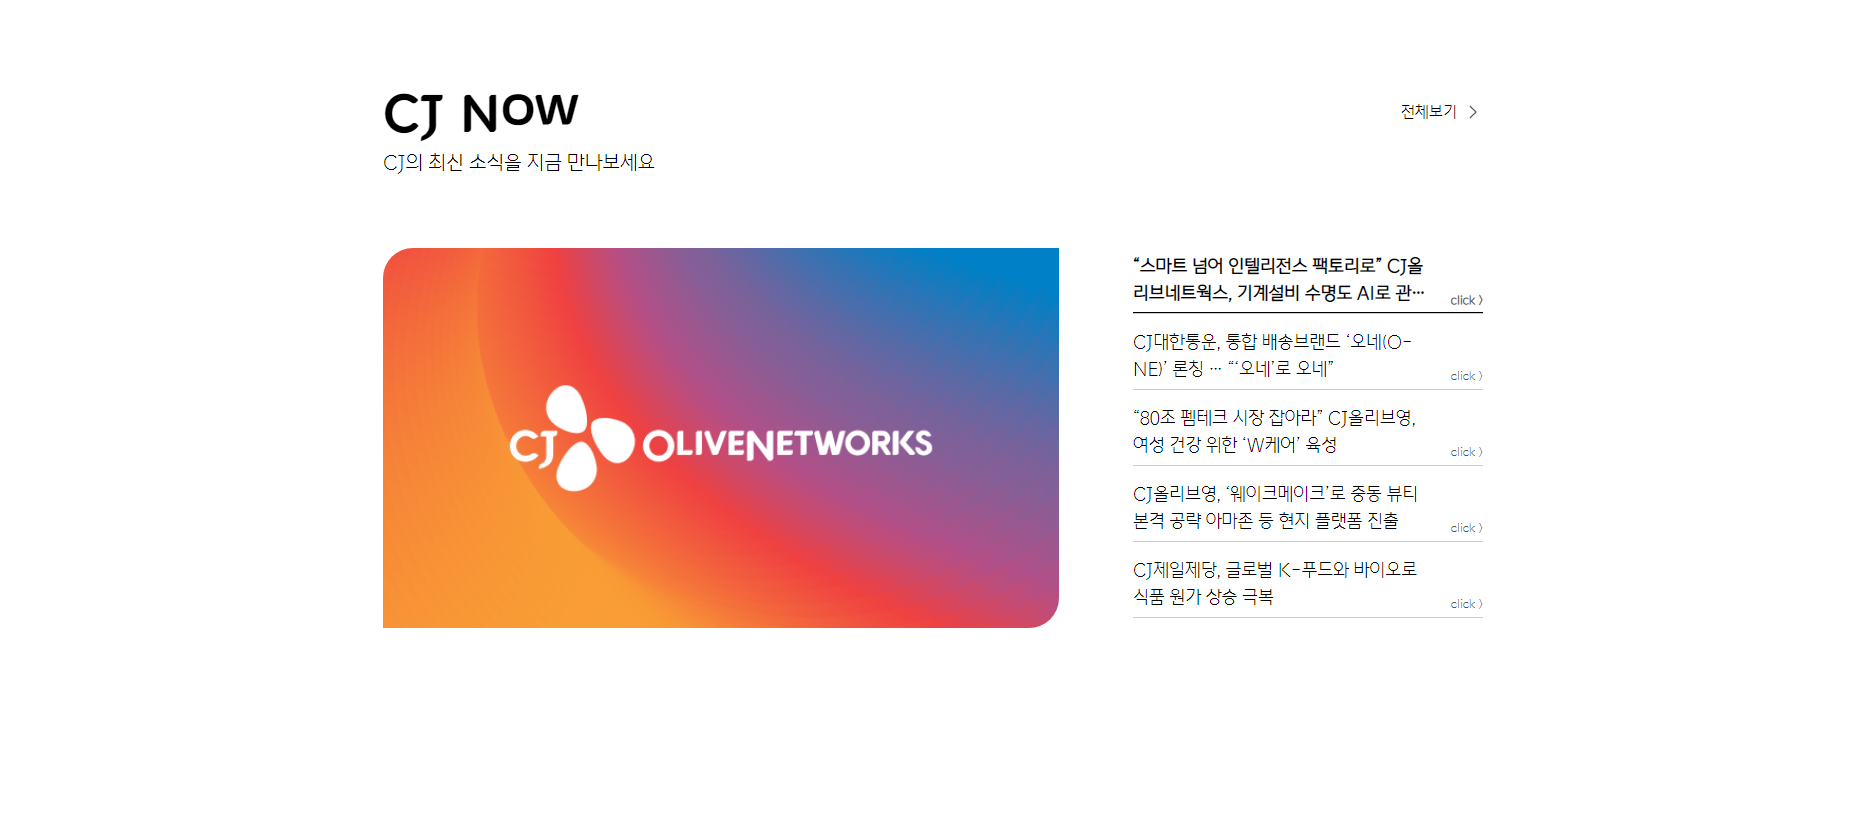 CJ NOW
전체보기 >
CJ의 최신 소식을 지금 만나보세요
CJ OLIVENETWORKS
“스마트 넘어 인텔리전스 팩토리로” CJ올
리브네트웍스, 기계설비 수명도 AI로 관…
click >
CJ대한통운, 통합 배송브랜드 ‘오네(O-
NE)’ 론칭 … “‘오네’로 오네”
click >
“80조 펨테크 시장 잡아라” CJ올리브영,
여성 건강 위한 ‘W케어’ 육성
click >
CJ올리브영, ‘웨이크메이크’로 중동 뷰티
본격 공략 아마존 등 현지 플랫폼 진출
click >
CJ제일제당, 글로벌 K-푸드와 바이오로
식품 원가 상승 극복
click >